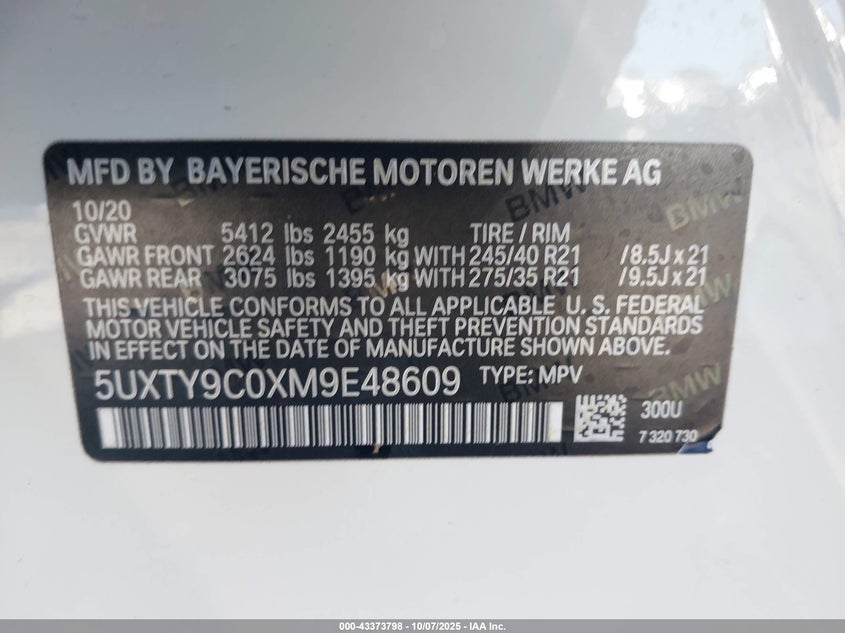 MFD BY BAYERISCHE MOTOREN WERKE AG
10/20
GVWR 5412 lbs 2455 kg TIRE / RIM
GAWR FRONT 2624 lbs 1190 kg WITH 245/40 R21 /8.5J x 21
GAWR REAR 3075 lbs 1395 kg WITH 275/35 R21 /9.5J x 21
THIS VEHICLE CONFORMS TO ALL APPLICABLE U. S. FEDERAL
MOTOR VEHICLE SAFETY AND THEFT PREVENTION STANDARDS
IN EFFECT ON THE DATE OF MANUFACTURE SHOWN ABOVE.
5UXTY9C0XM9E48609 TYPE: MPV
300U
7 320 730
BMW
BMW
BMW
BMW
000-43373798 - 10/07/2025 - IAA Inc.